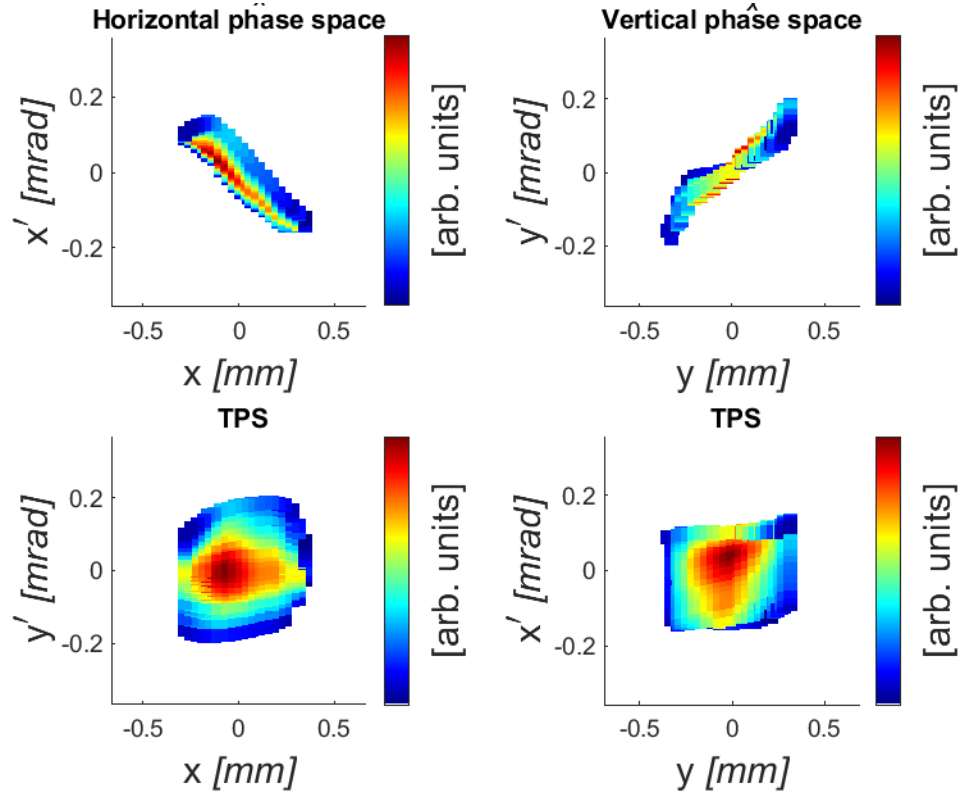 Horizontal phase space
x′ [mrad]
0.2
0
-0.2
-0.5
0
0.5
x [mm]
[arb. units]
Vertical phase space
y′ [mrad]
0.2
0
-0.2
-0.5
0
0.5
y [mm]
[arb. units]
TPS
y′ [mrad]
0.2
0
-0.2
-0.5
0
0.5
x [mm]
[arb. units]
TPS
x′ [mrad]
0.2
0
-0.2
-0.5
0
0.5
y [mm]
[arb. units]